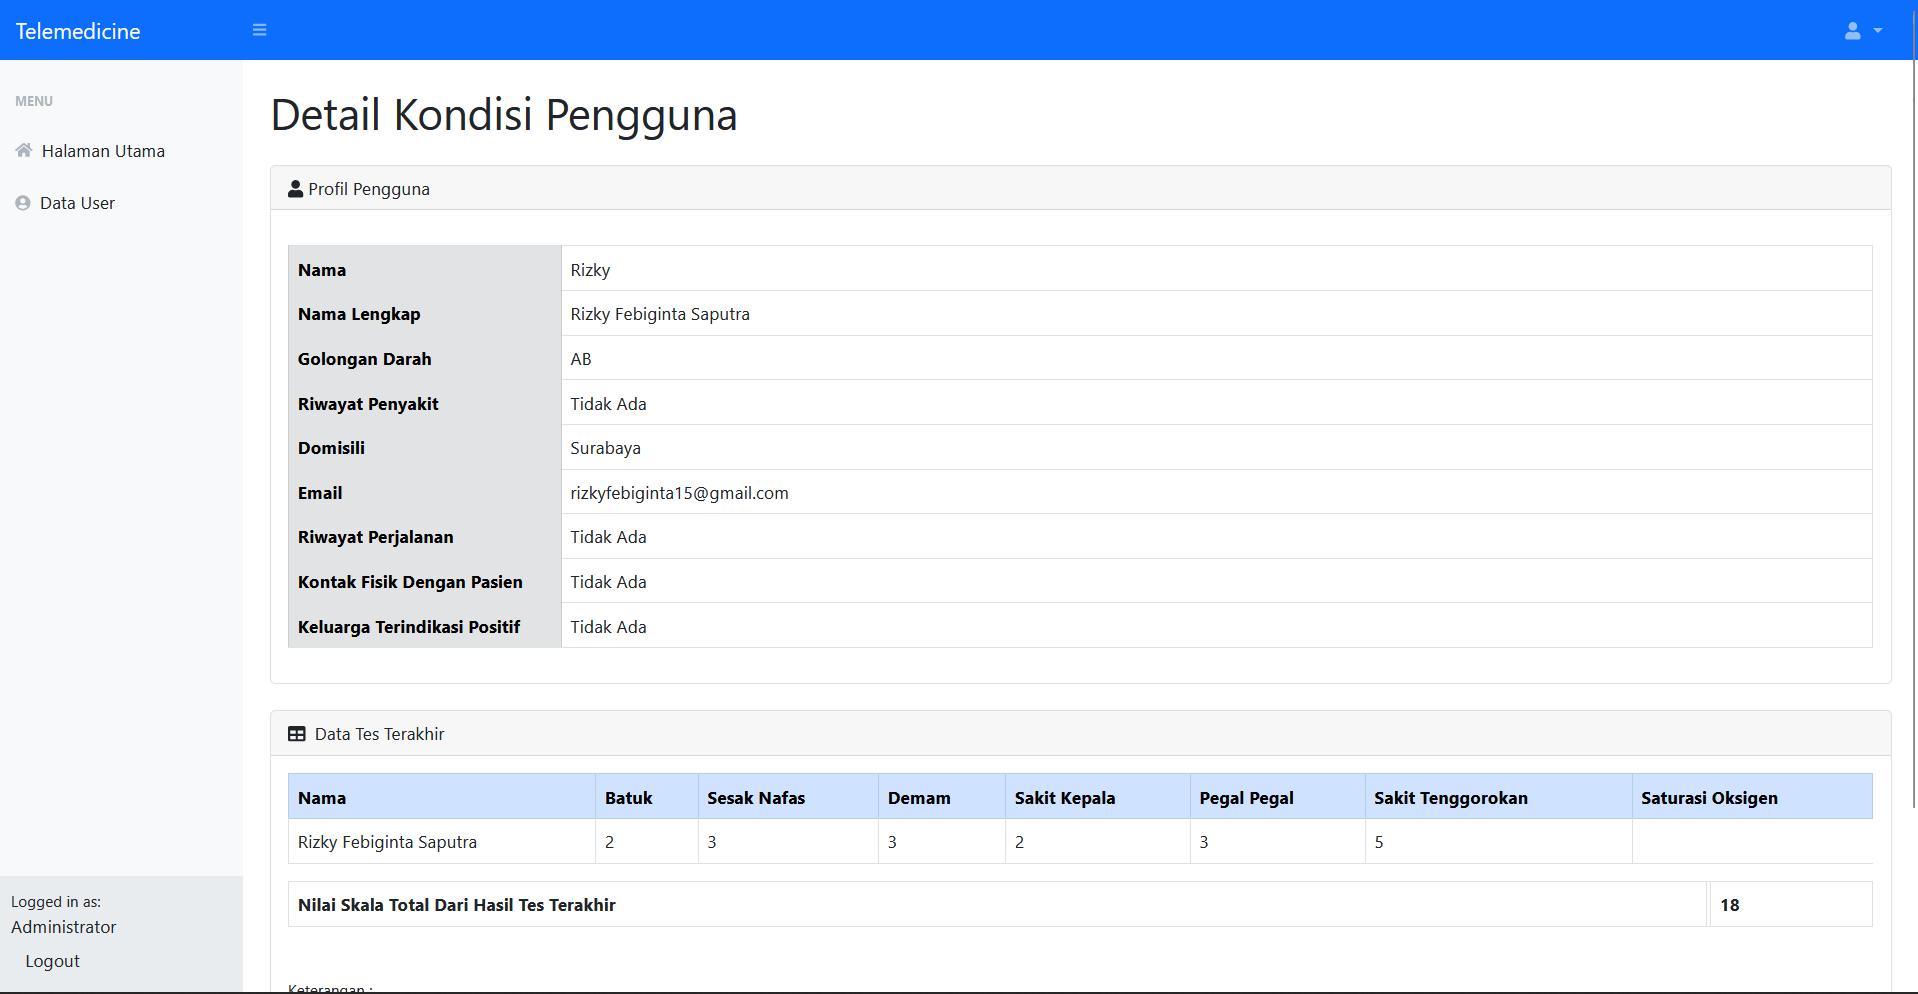 Telemedicine
MENU
Halaman Utama
Data User
Logged in as:
Administrator
Logout
Detail Kondisi Pengguna
Profil Pengguna
Nama Rizky
Nama Lengkap Rizky Febiginta Saputra
Golongan Darah AB
Riwayat Penyakit Tidak Ada
Domisili Surabaya
Email rizkyfebiginta15@gmail.com
Riwayat Perjalanan Tidak Ada
Kontak Fisik Dengan Pasien Tidak Ada
Keluarga Terindikasi Positif Tidak Ada
Data Tes Terakhir
Nama Batuk Sesak Nafas Demam Sakit Kepala Pegal Pegal Sakit Tenggorokan Saturasi Oksigen
Rizky Febiginta Saputra 2 3 3 2 3 5
Nilai Skala Total Dari Hasil Tes Terakhir 18
Keterangan :